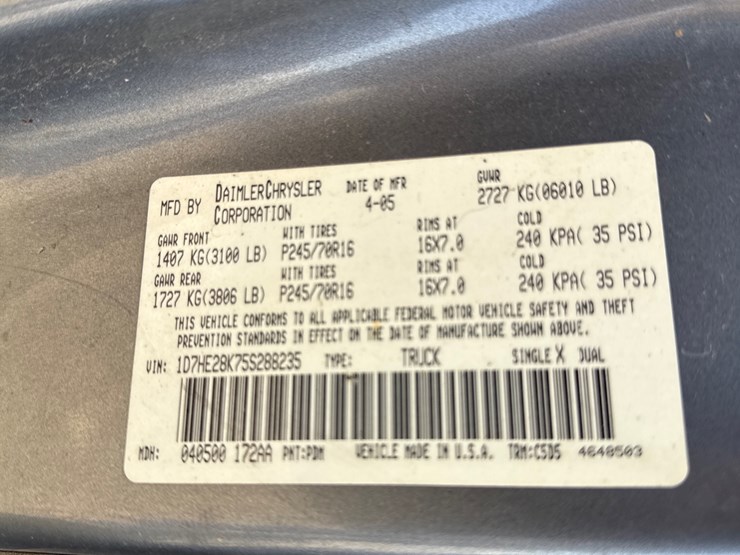 MFD BY DAIMLERCHRYSLER CORPORATION DATE OF MFR 4-05 GVWR 2727 KG(06010 LB)
GAWR FRONT WITH TIRES RIMS AT COLD
1407 KG(3100 LB) P245/70R16 16X7.0 240 KPA( 35 PSI)
GAWR REAR WITH TIRES RIMS AT COLD
1727 KG(3806 LB) P245/70R16 16X7.0 240 KPA( 35 PSI)
THIS VEHICLE CONFORMS TO ALL APPLICABLE FEDERAL MOTOR VEHICLE SAFETY AND THEFT
PREVENTION STANDARDS IN EFFECT ON THE DATE OF MANUFACTURE SHOWN ABOVE.
VIN: 1D7HE28K75S288235 TYPE: TRUCK SINGLE X DUAL
MDH: 040500 172AA PNT:PDM VEHICLE MADE IN U.S.A. TRM:C5D5 4640503